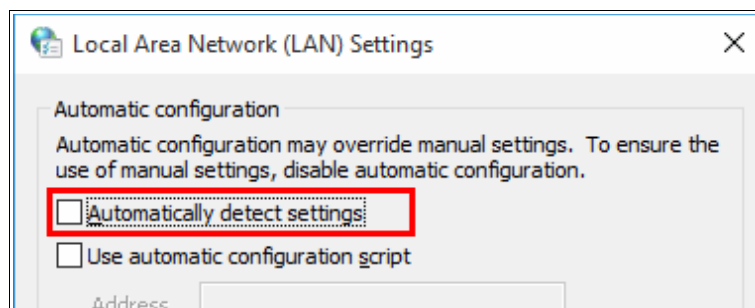 Local Area Network (LAN) Settings
Automatic configuration
Automatic configuration may override manual settings.  To ensure the
use of manual settings, disable automatic configuration.
Automatically detect settings
Use automatic configuration script
Address